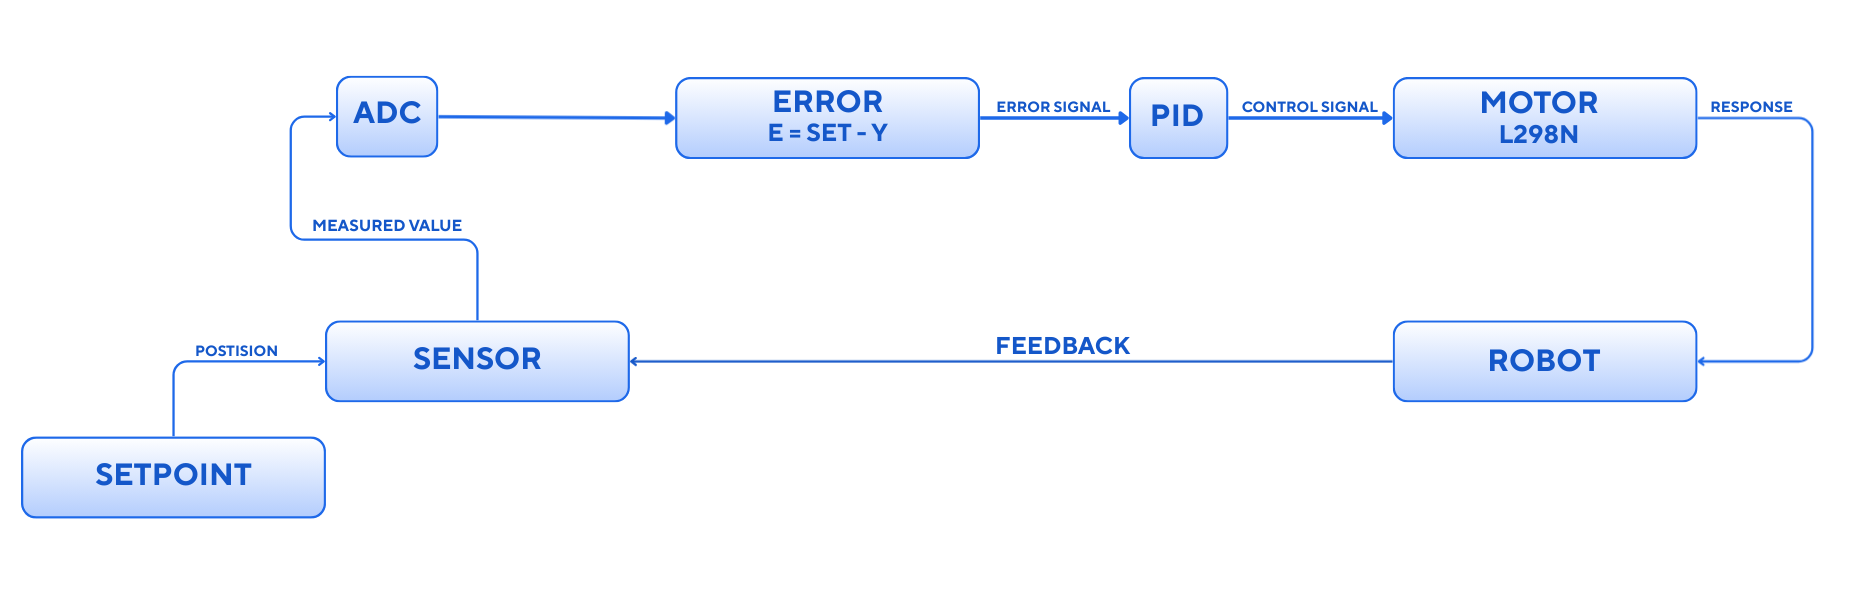 ADC
ERROR
E = SET - Y
ERROR SIGNAL
PID
CONTROL SIGNAL
MOTOR
L298N
RESPONSE
MEASURED VALUE
POSTISION
SENSOR
FEEDBACK
ROBOT
SETPOINT